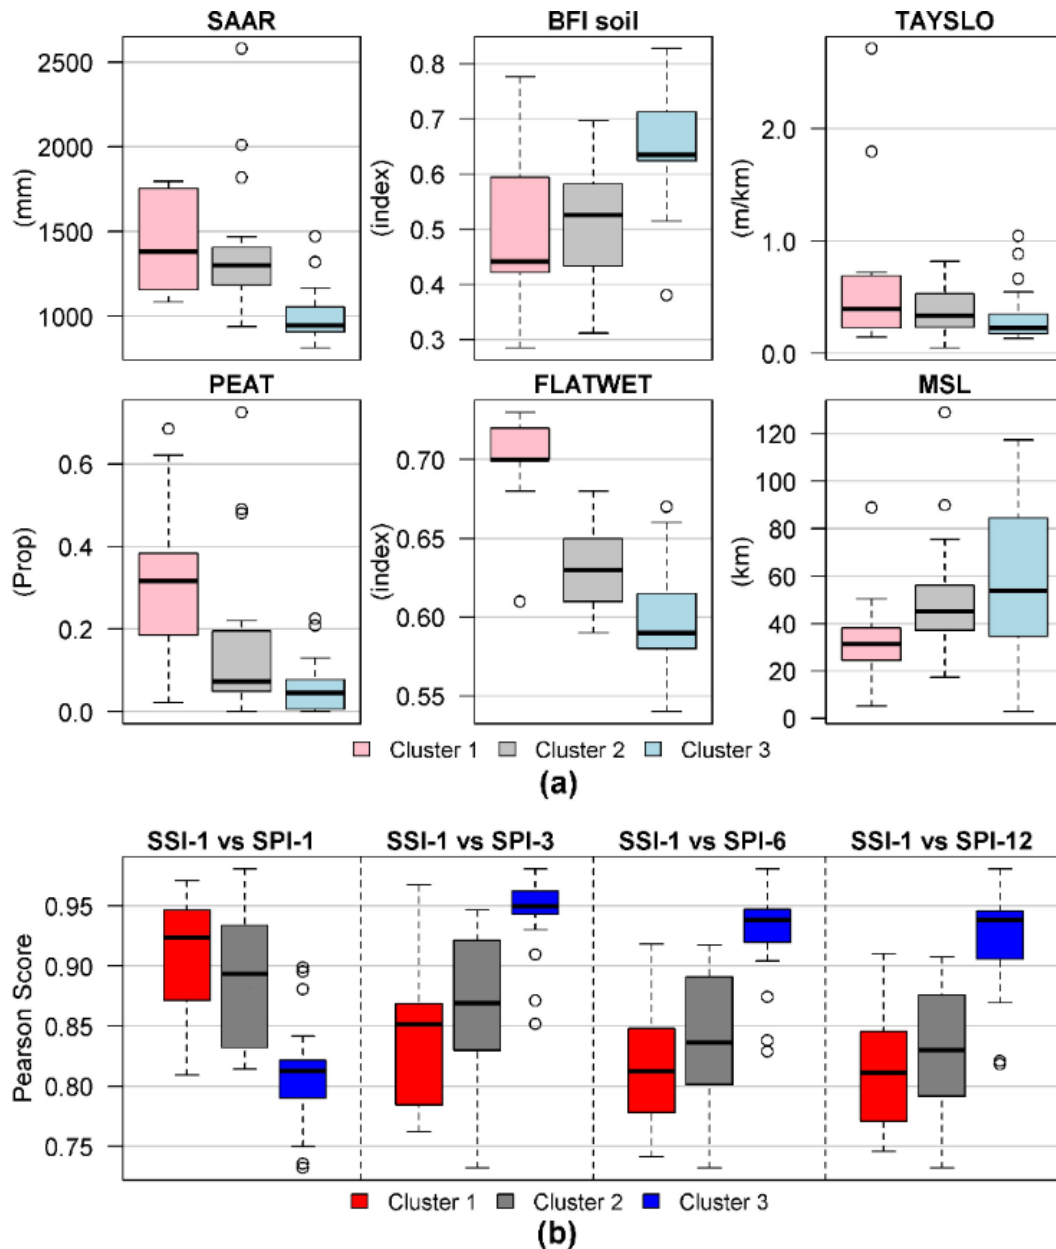 SAAR BFI soil TAYSLO
2500
2000
1500
1000
(mm)
0.8
0.7
0.6
0.5
0.4
0.3
(index)
2.0
1.0
0.0
(m/km)
PEAT FLATWET MSL
0.6
0.4
0.2
0.0
(Prop)
0.70
0.65
0.60
0.55
(index)
120
100
80
60
40
20
0
(km)
Cluster 1 Cluster 2 Cluster 3
(a)
SSI-1 vs SPI-1 SSI-1 vs SPI-3 SSI-1 vs SPI-6 SSI-1 vs SPI-12
0.95
0.90
0.85
0.80
0.75
Pearson Score
Cluster 1 Cluster 2 Cluster 3
(b)